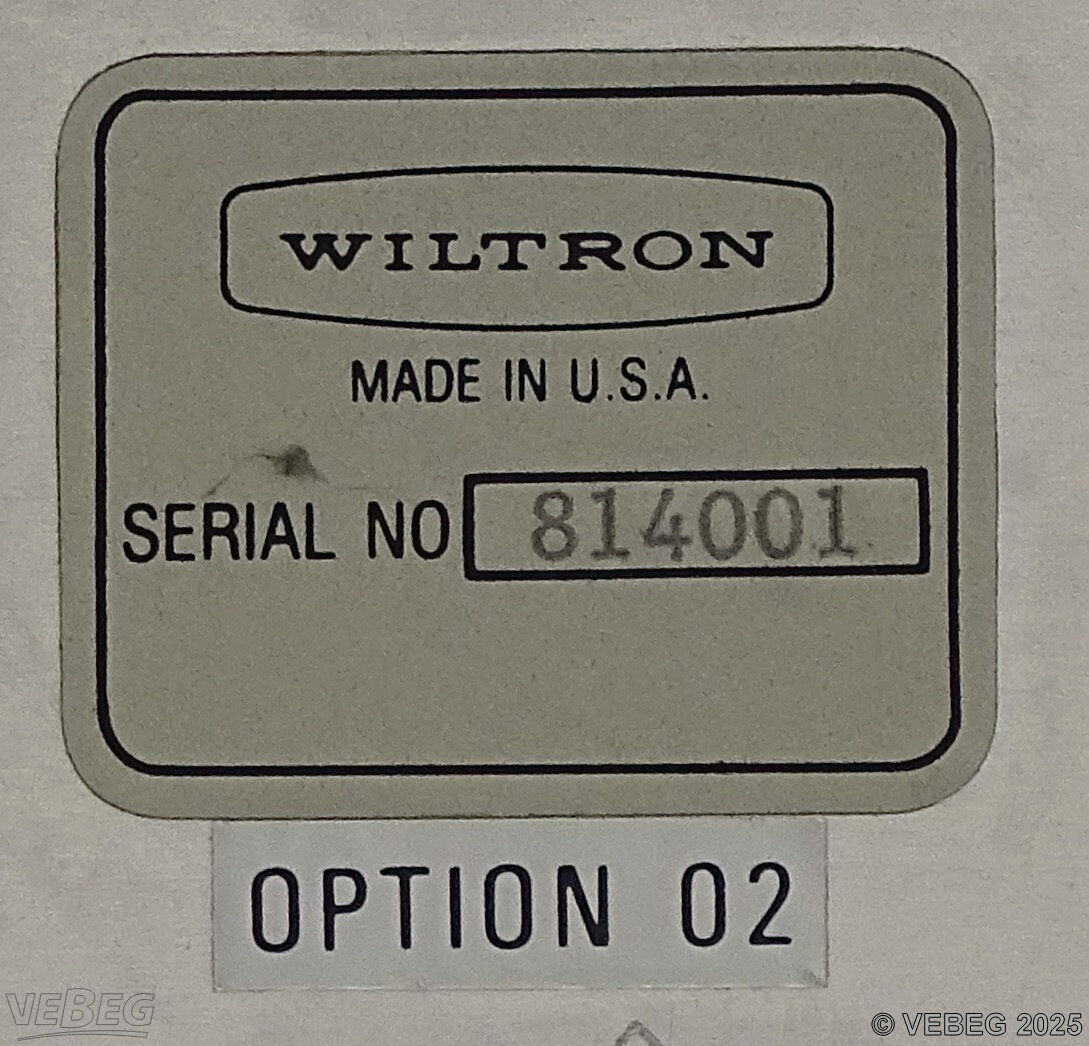 WILTRON
MADE IN U.S.A.
SERIAL NO 814001
OPTION 02
VEBEG
© VEBEG 2025